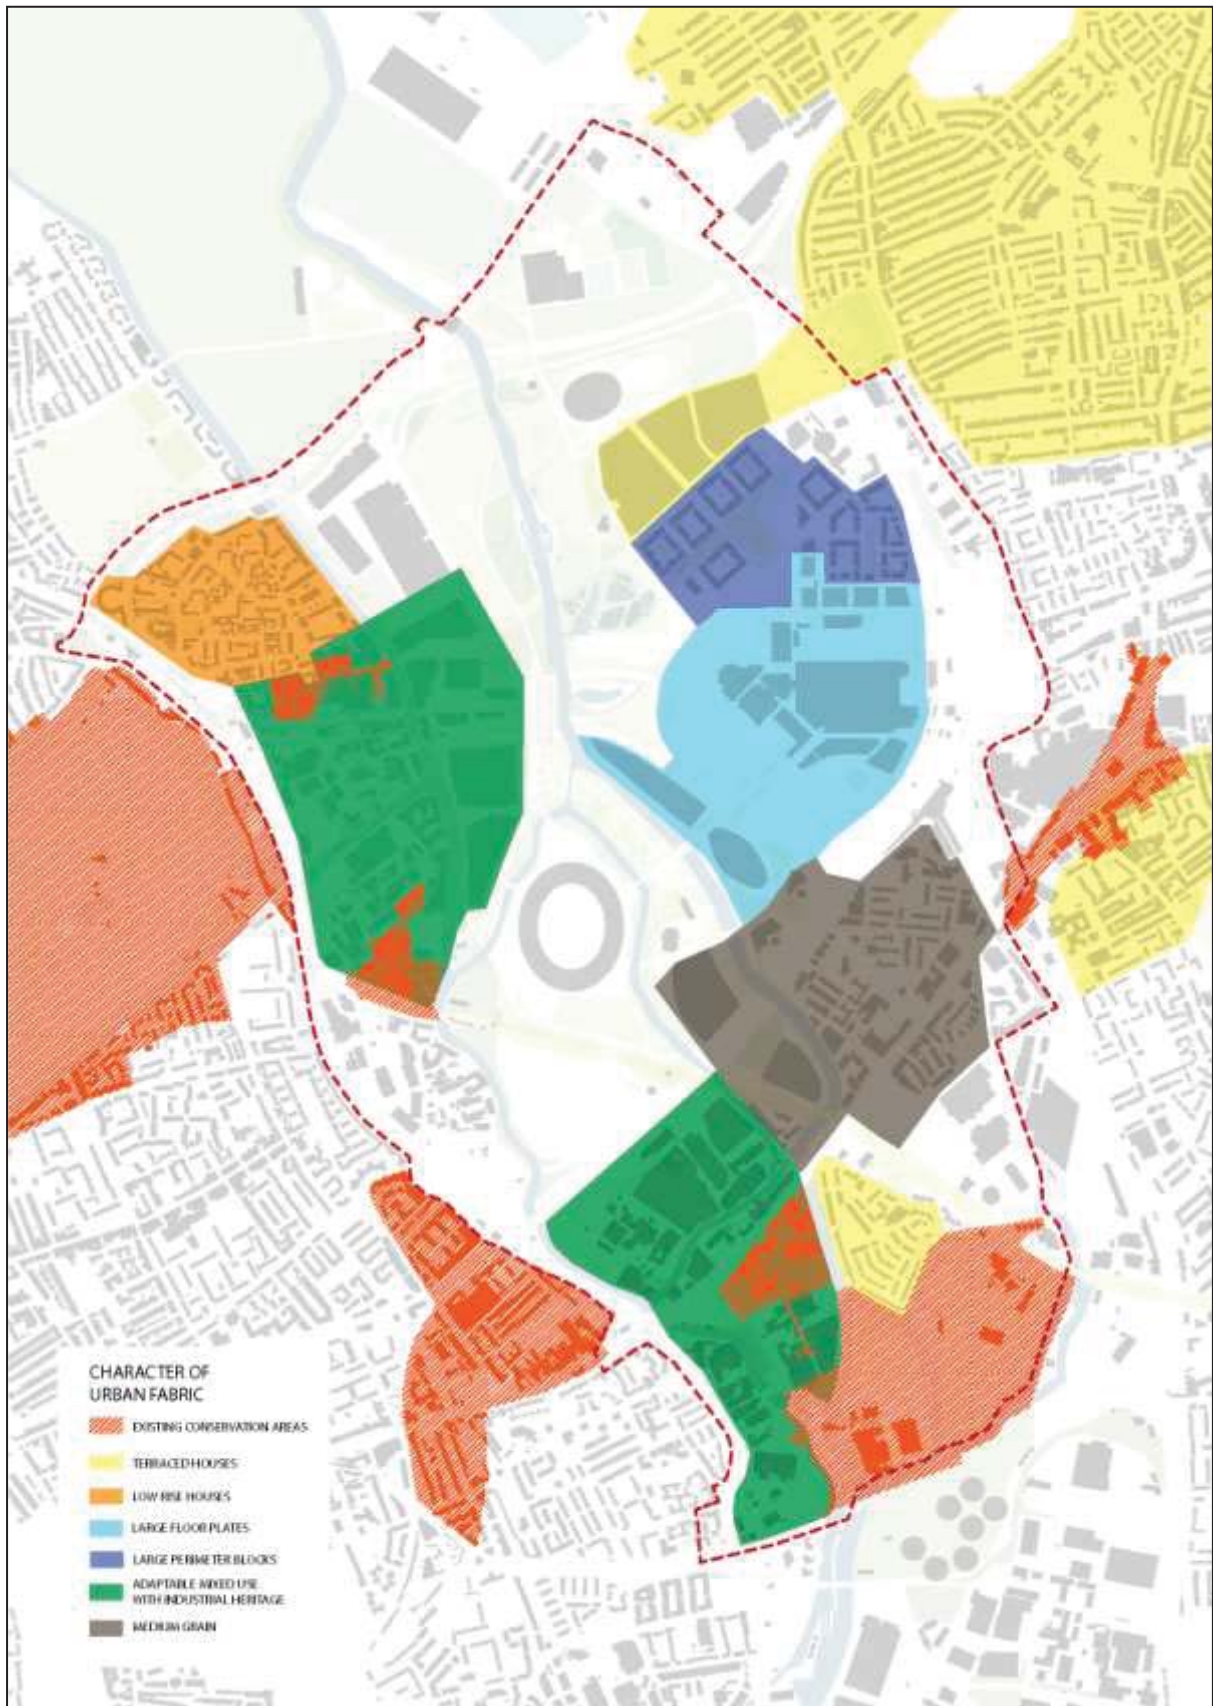 CHARACTER OF
URBAN FABRIC
EXISTING CONSERVATION AREAS
TERRACED HOUSES
LOW RISE HOUSES
LARGE FLOOR PLATES
LARGE PERIMETER BLOCKS
ADAPTABLE MIXED USE
WITH INDUSTRIAL HERITAGE
MEDIUM GRAIN